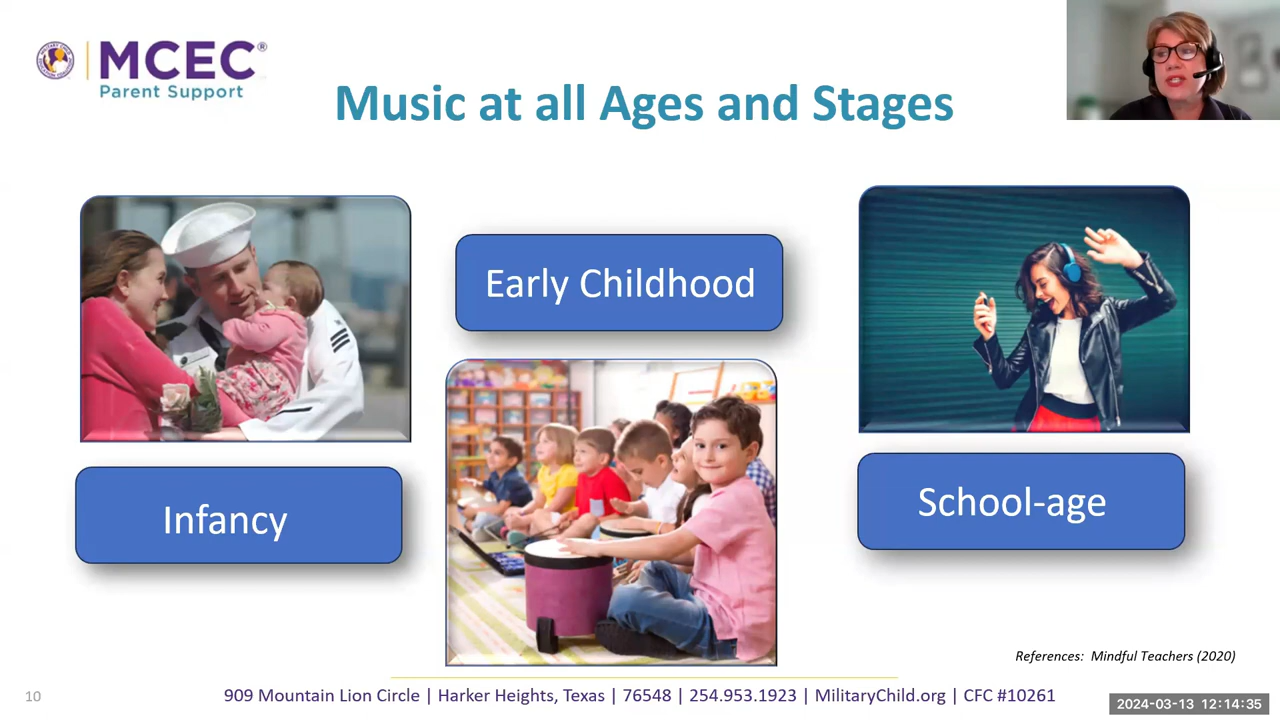 MCEC®
Parent Support
Music at all Ages and Stages
Early Childhood
Infancy
School-age
References: Mindful Teachers (2020)
10
909 Mountain Lion Circle | Harker Heights, Texas | 76548 | 254.953.1923 | MilitaryChild.org | CFC #10261
2024-03-13 12:14:35